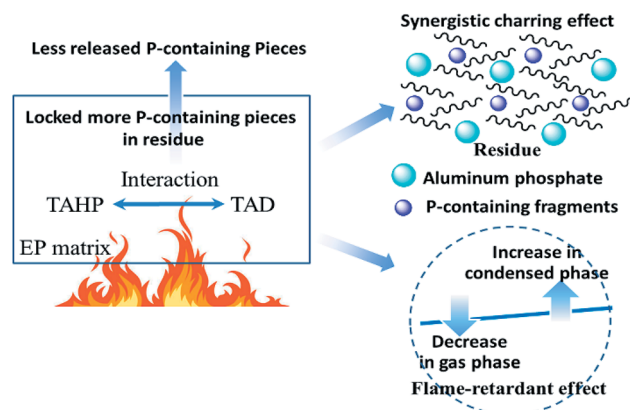 Less released P-containing Pieces
Locked more P-containing pieces
in residue
Interaction
TAHP
TAD
EP matrix
Synergistic charring effect
Residue
Aluminum phosphate
P-containing fragments
Increase in
condensed phase
Decrease
in gas phase
Flame-retardant effect